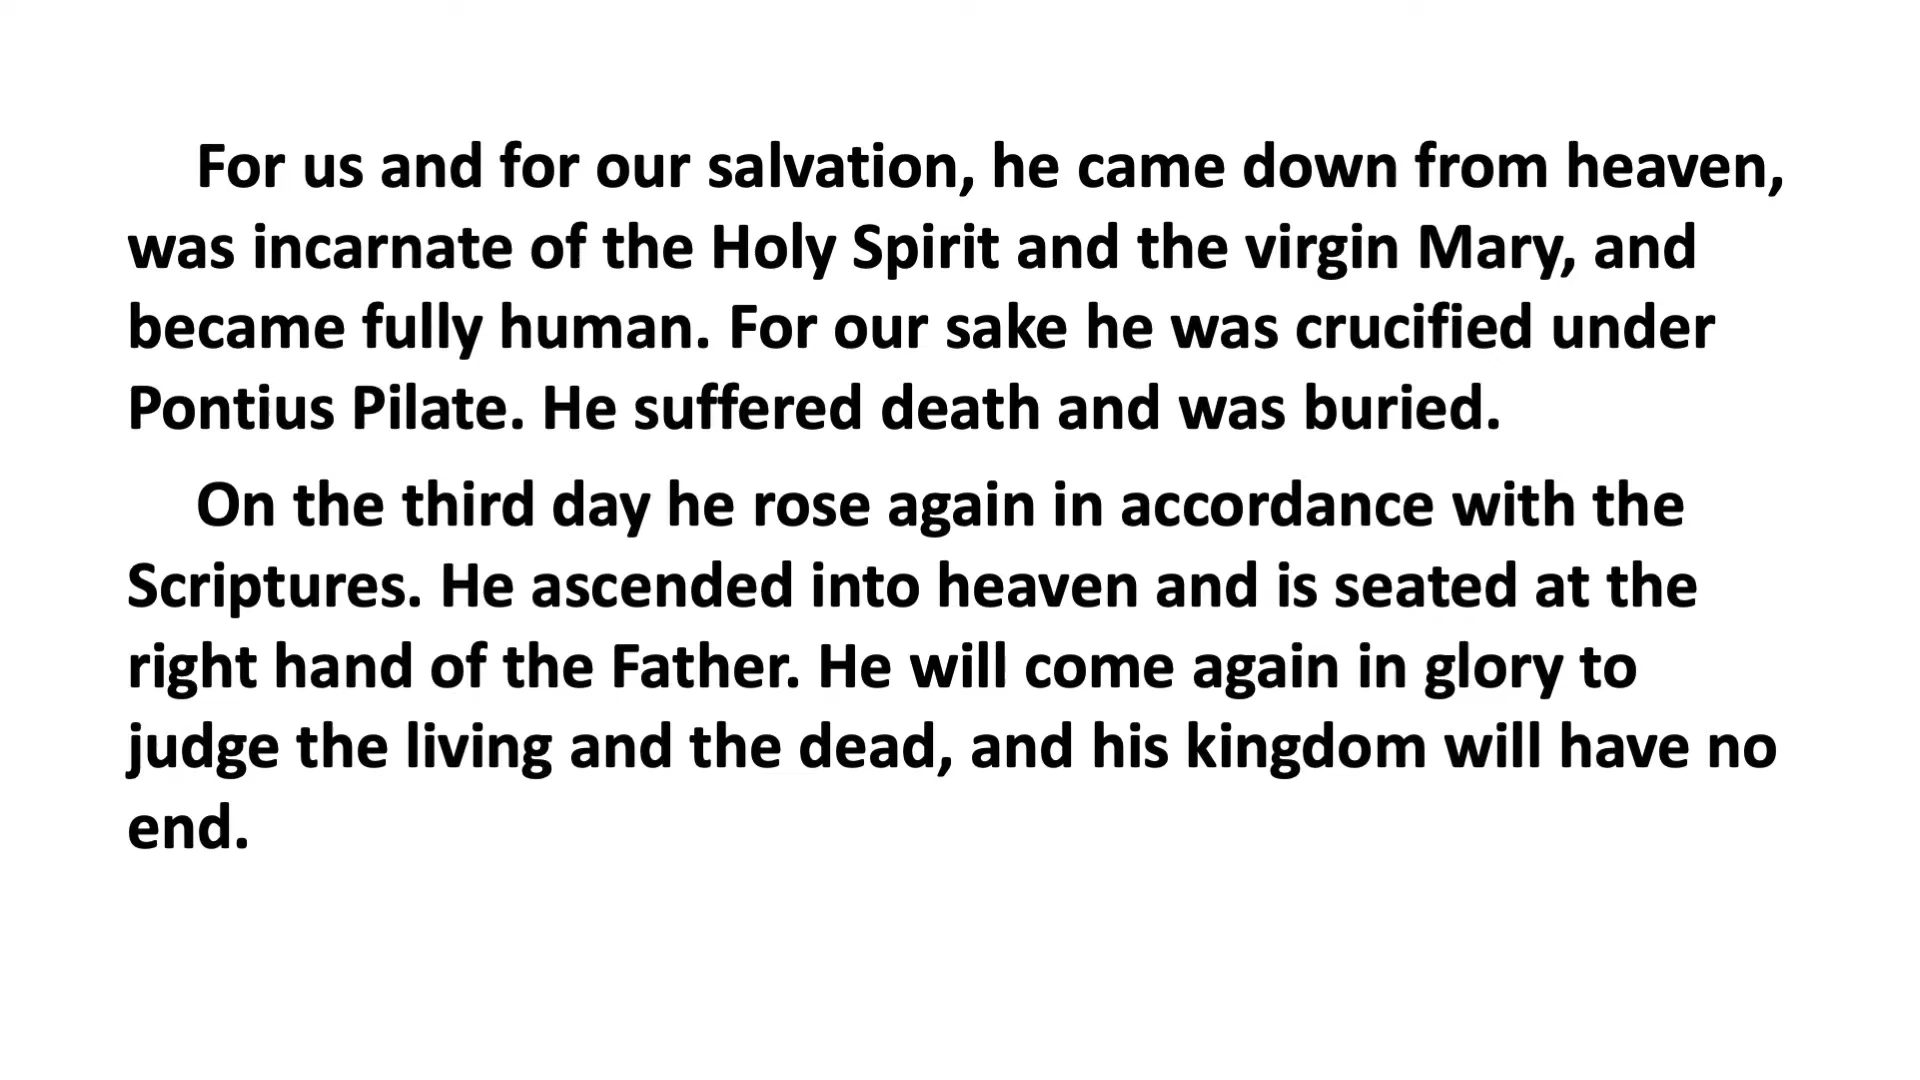 For us and for our salvation, he came down from heaven,
was incarnate of the Holy Spirit and the virgin Mary, and
became fully human. For our sake he was crucified under
Pontius Pilate. He suffered death and was buried.
On the third day he rose again in accordance with the
Scriptures. He ascended into heaven and is seated at the
right hand of the Father. He will come again in glory to
judge the living and the dead, and his kingdom will have no
end.